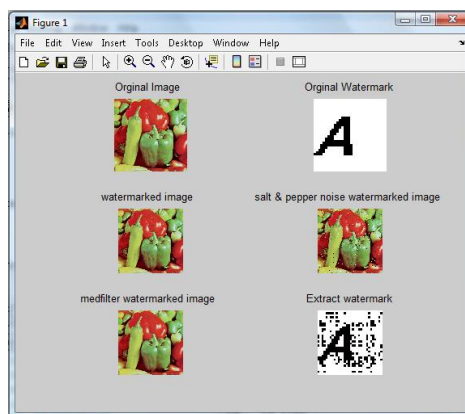 Figure 1
File Edit View Insert Tools Desktop Window Help
Orginal Image
Orginal Watermark
A
watermarked image
salt & pepper noise watermarked image
medfilter watermarked image
Extract watermark
A